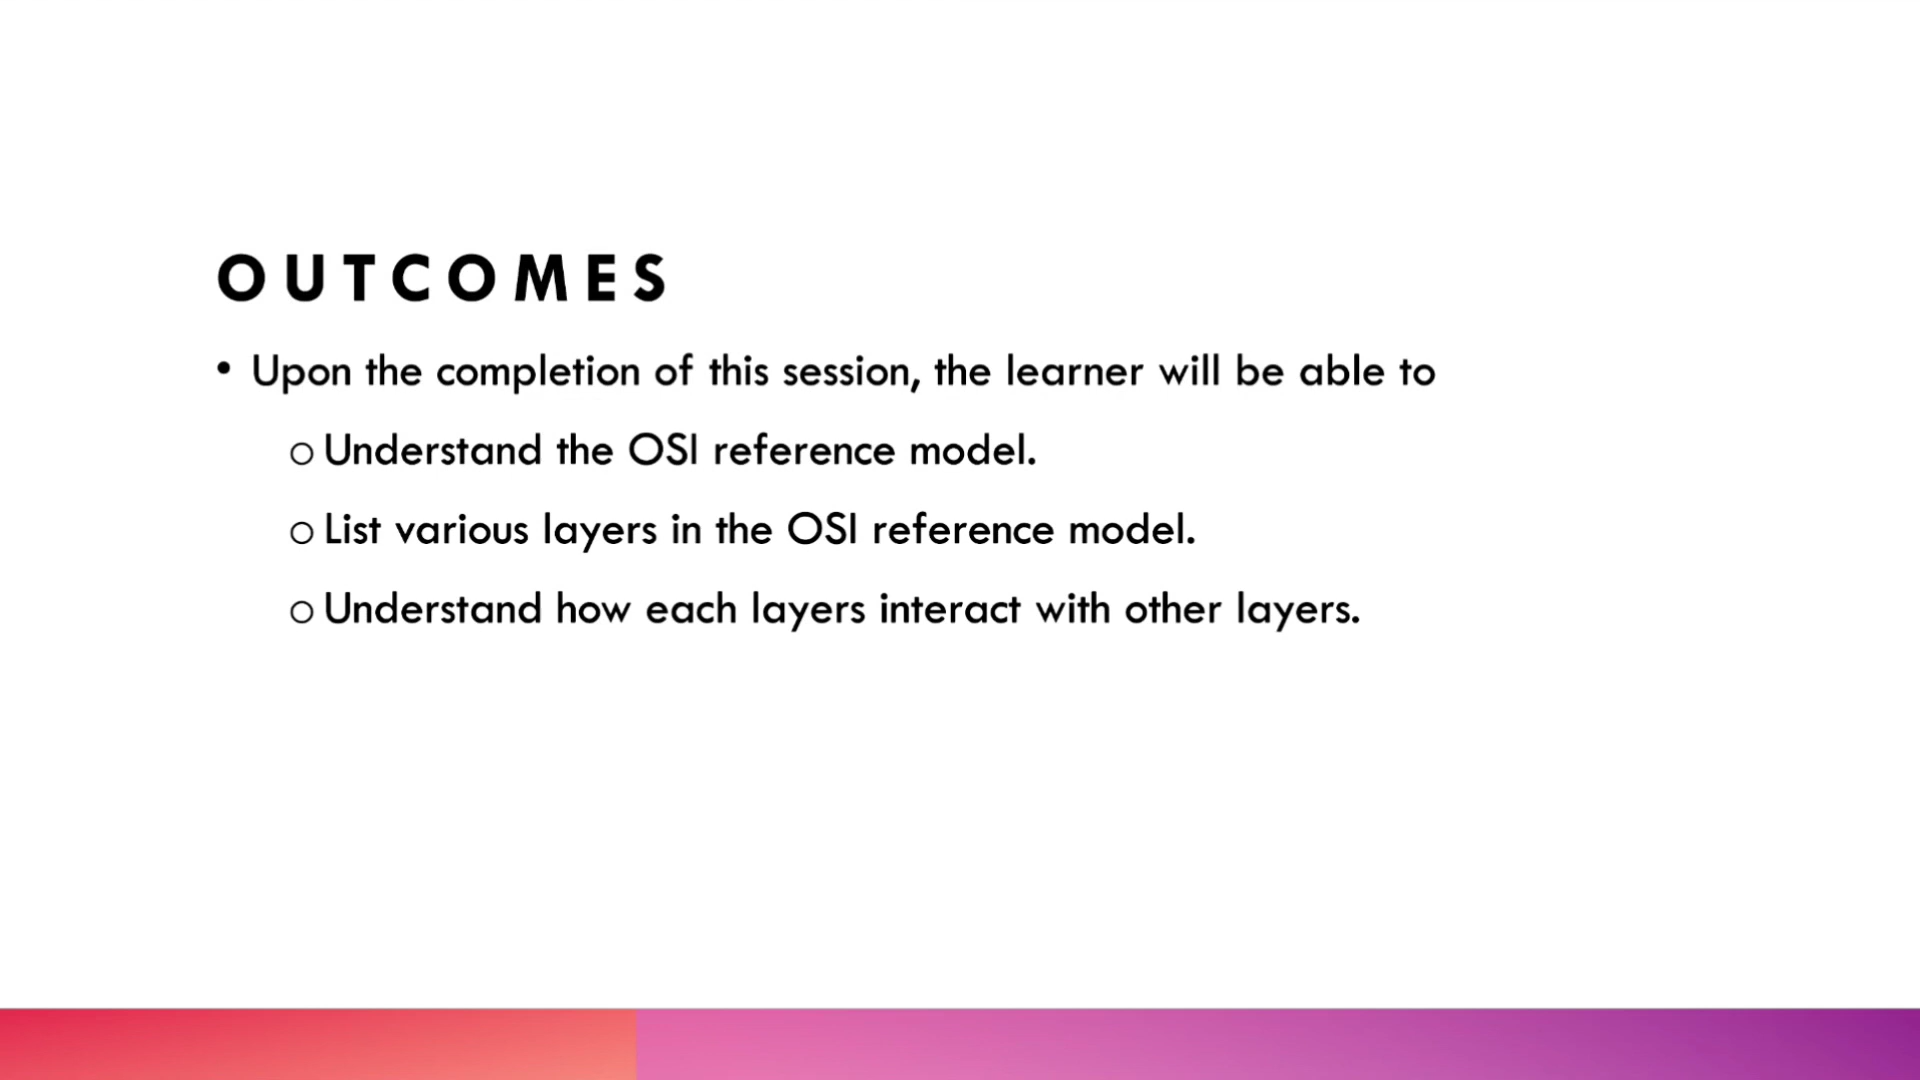 OUTCOMES
• Upon the completion of this session, the learner will be able to
o Understand the OSI reference model.
o List various layers in the OSI reference model.
o Understand how each layers interact with other layers.